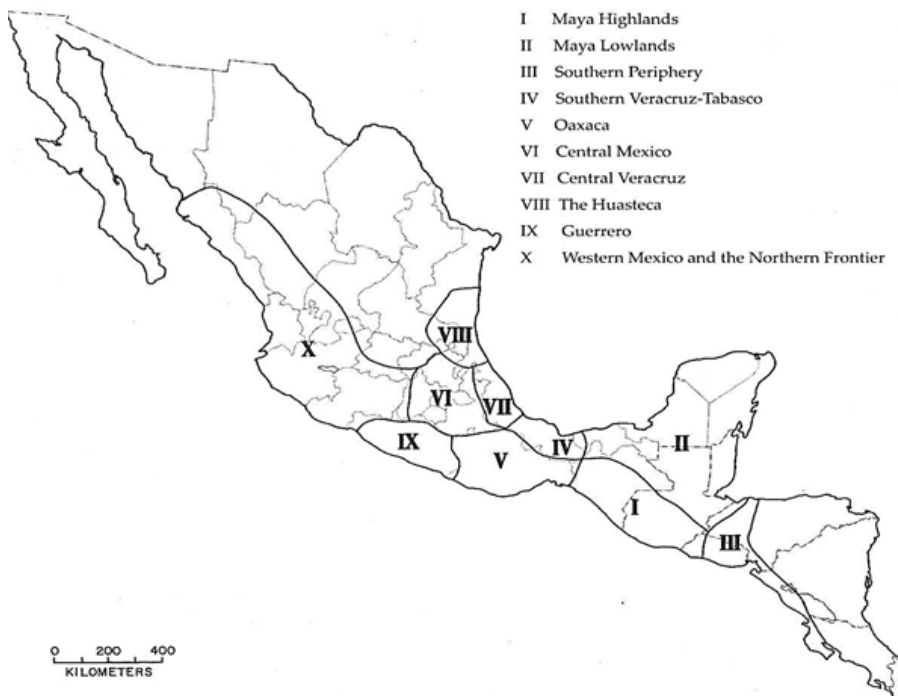 I Maya Highlands
II Maya Lowlands
III Southern Periphery
IV Southern Veracruz-Tabasco
V Oaxaca
VI Central Mexico
VII Central Veracruz
VIII The Huasteca
IX Guerrero
X Western Mexico and the Northern Frontier
VIII
X
VI
VII
IX
V
IV
II
I
III
0 200 400
KILOMETERS